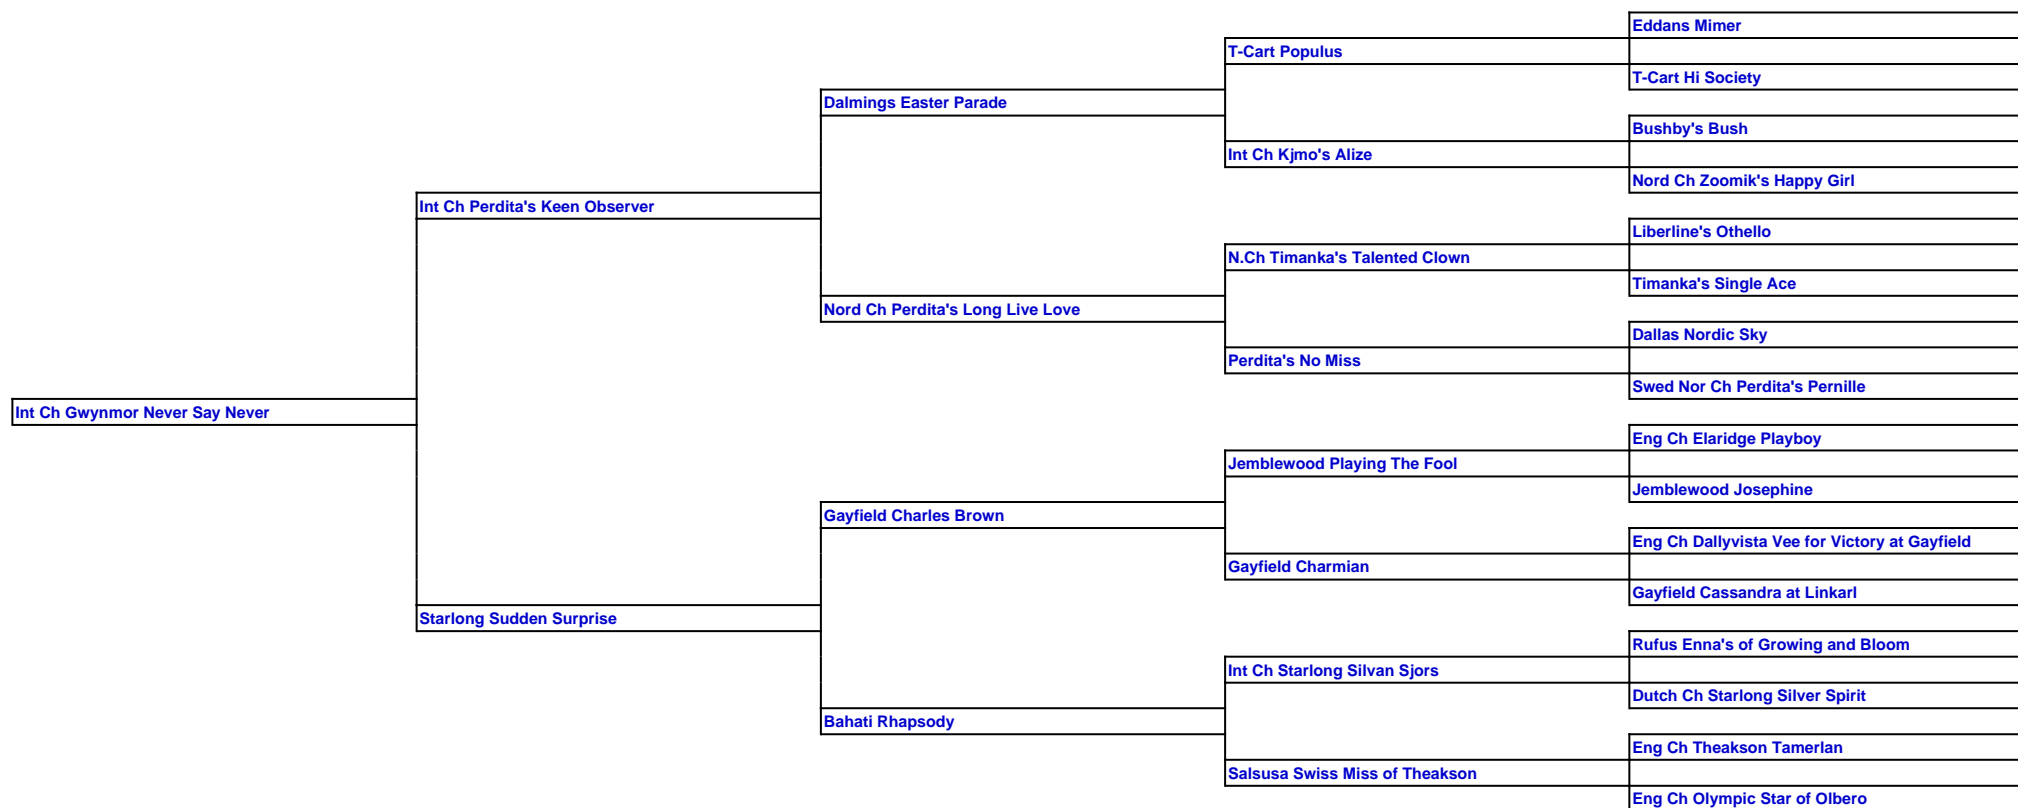 Eddans Mimer
T-Cart Populus
T-Cart Hi Society
Dalmings Easter Parade
Bushby's Bush
Int Ch Kjmo's Alize
Nord Ch Zoomik's Happy Girl
Int Ch Perdita's Keen Observer
Liberline's Othello
N.Ch Timanka's Talented Clown
Timanka's Single Ace
Nord Ch Perdita's Long Live Love
Dallas Nordic Sky
Perdita's No Miss
Swed Nor Ch Perdita's Pernille
Int Ch Gwynmor Never Say Never
Eng Ch Elaridge Playboy
Jemblewood Playing The Fool
Jemblewood Josephine
Gayfield Charles Brown
Eng Ch Dallyvista Vee for Victory at Gayfield
Gayfield Charmian
Gayfield Cassandra at Linkarl
Starlong Sudden Surprise
Rufus Enna's of Growing and Bloom
Int Ch Starlong Silvan Sjors
Dutch Ch Starlong Silver Spirit
Bahati Rhapsody
Eng Ch Theakson Tamerlan
Salsusa Swiss Miss of Theakson
Eng Ch Olympic Star of Olbero